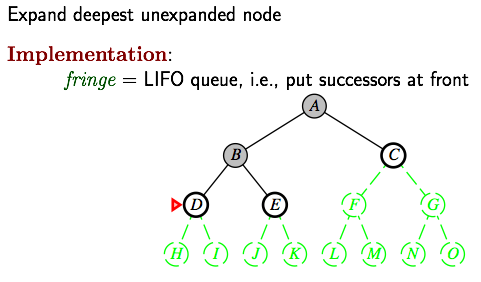 Expand deepest unexpanded node
Implementation:
fringe = LIFO queue, i.e., put successors at front
A
B C
D E F G
H I J K L M N O